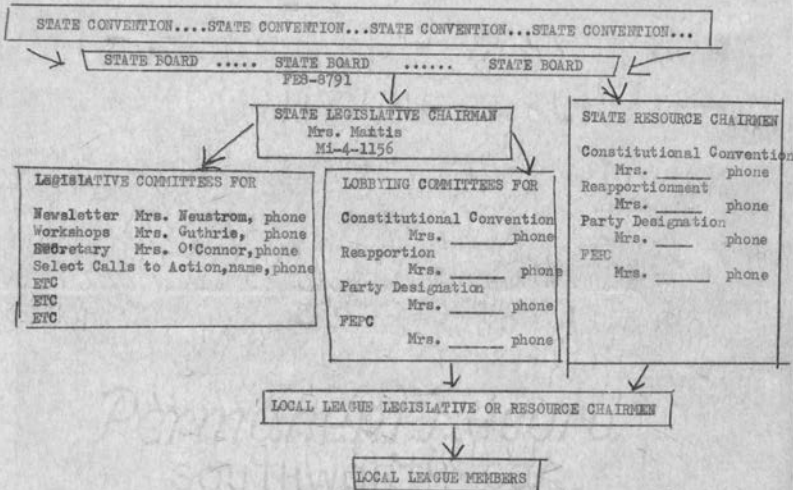 STATE CONVENTION....STATE CONVENTION...STATE CONVENTION...STATE CONVENTION...
STATE BOARD ..... STATE BOARD ...... STATE BOARD
FE8-8791
STATE LEGISLATIVE CHAIRMAN
Mrs. Mantis
Mi-4-1156
LEGISLATIVE COMMITTEES FOR
Newsletter Mrs. Neustrom, phone
Workshops Mrs. Guthrie, phone
Secretary Mrs. O'Connor,phone
Select Calls to Action,name,phone
ETC
ETC
ETC
LOBBYING COMMITTEES FOR
Constitutional Convention
Mrs. ______ phone
Reapportion
Mrs. ______ phone
Party Designation
Mrs. ______ phone
FEPC
Mrs. ______ phone
STATE RESOURCE CHAIRMEN
Constitutional Convention
Mrs. ______ phone
Reapportionment
Mrs. ______ phone
Party Designation
Mrs. ______ phone
FEPC
Mrs. ______ phone
LOCAL LEAGUE LEGISLATIVE OR RESOURCE CHAIRMEN
LOCAL LEAGUE MEMBERS